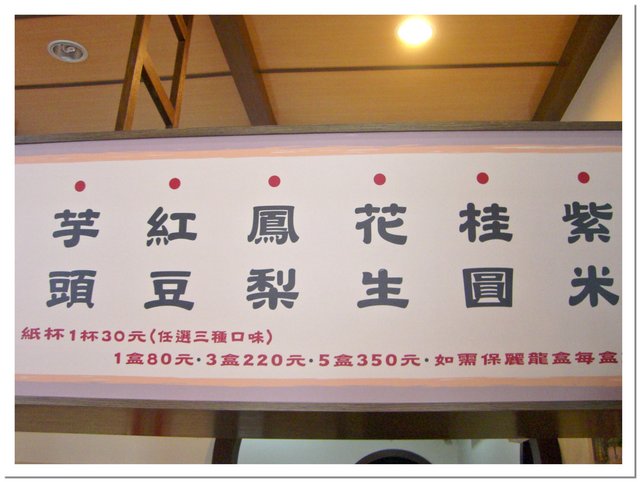 芋頭
紅豆
鳳梨
花生
桂圓
紫米
紙杯1杯30元(任選三種口味)
1盒80元·3盒220元·5盒350元·如需保麗龍盒每盒